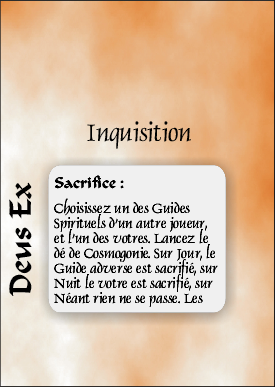 Inquisition
Deus Ex
Sacrifice :
Choisissez un des Guides
Spirituels d'un autre joueur,
et l'un des votres. Lancez le
dé de Cosmogonie. Sur Jour, le
Guide adverse est sacrifié, sur
Nuit le votre est sacrifié, sur
Néant rien ne se passe. Les